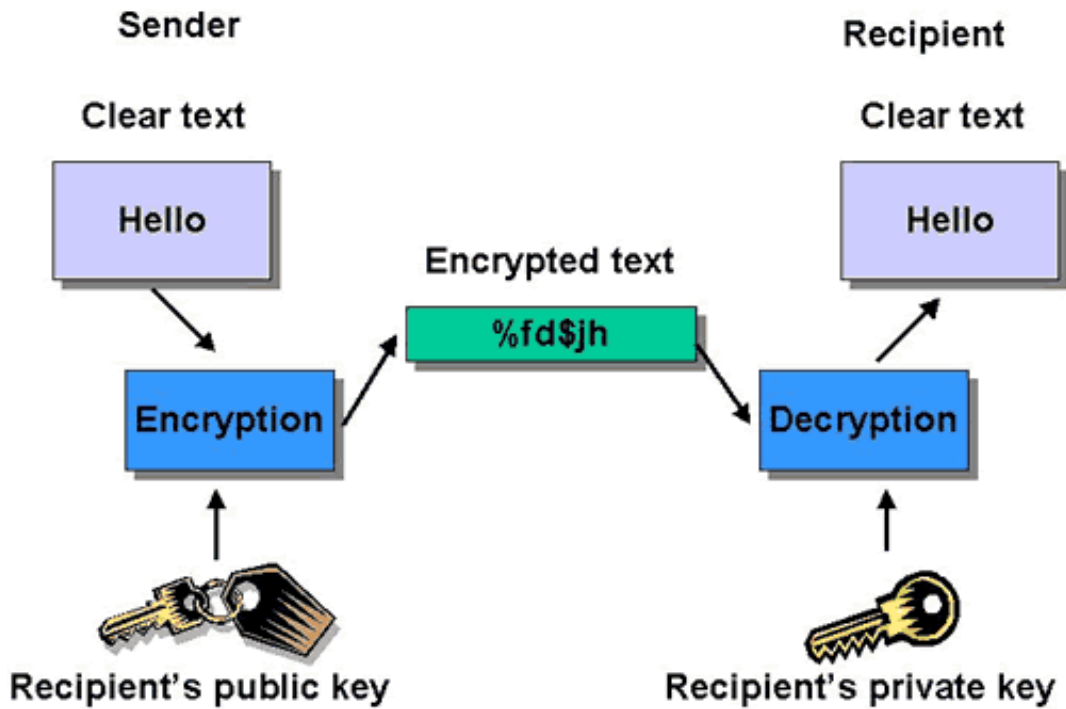 Sender
Recipient
Clear text
Clear text
Hello
Hello
Encrypted text
%fd$jh
Encryption
Decryption
Recipient's public key
Recipient's private key